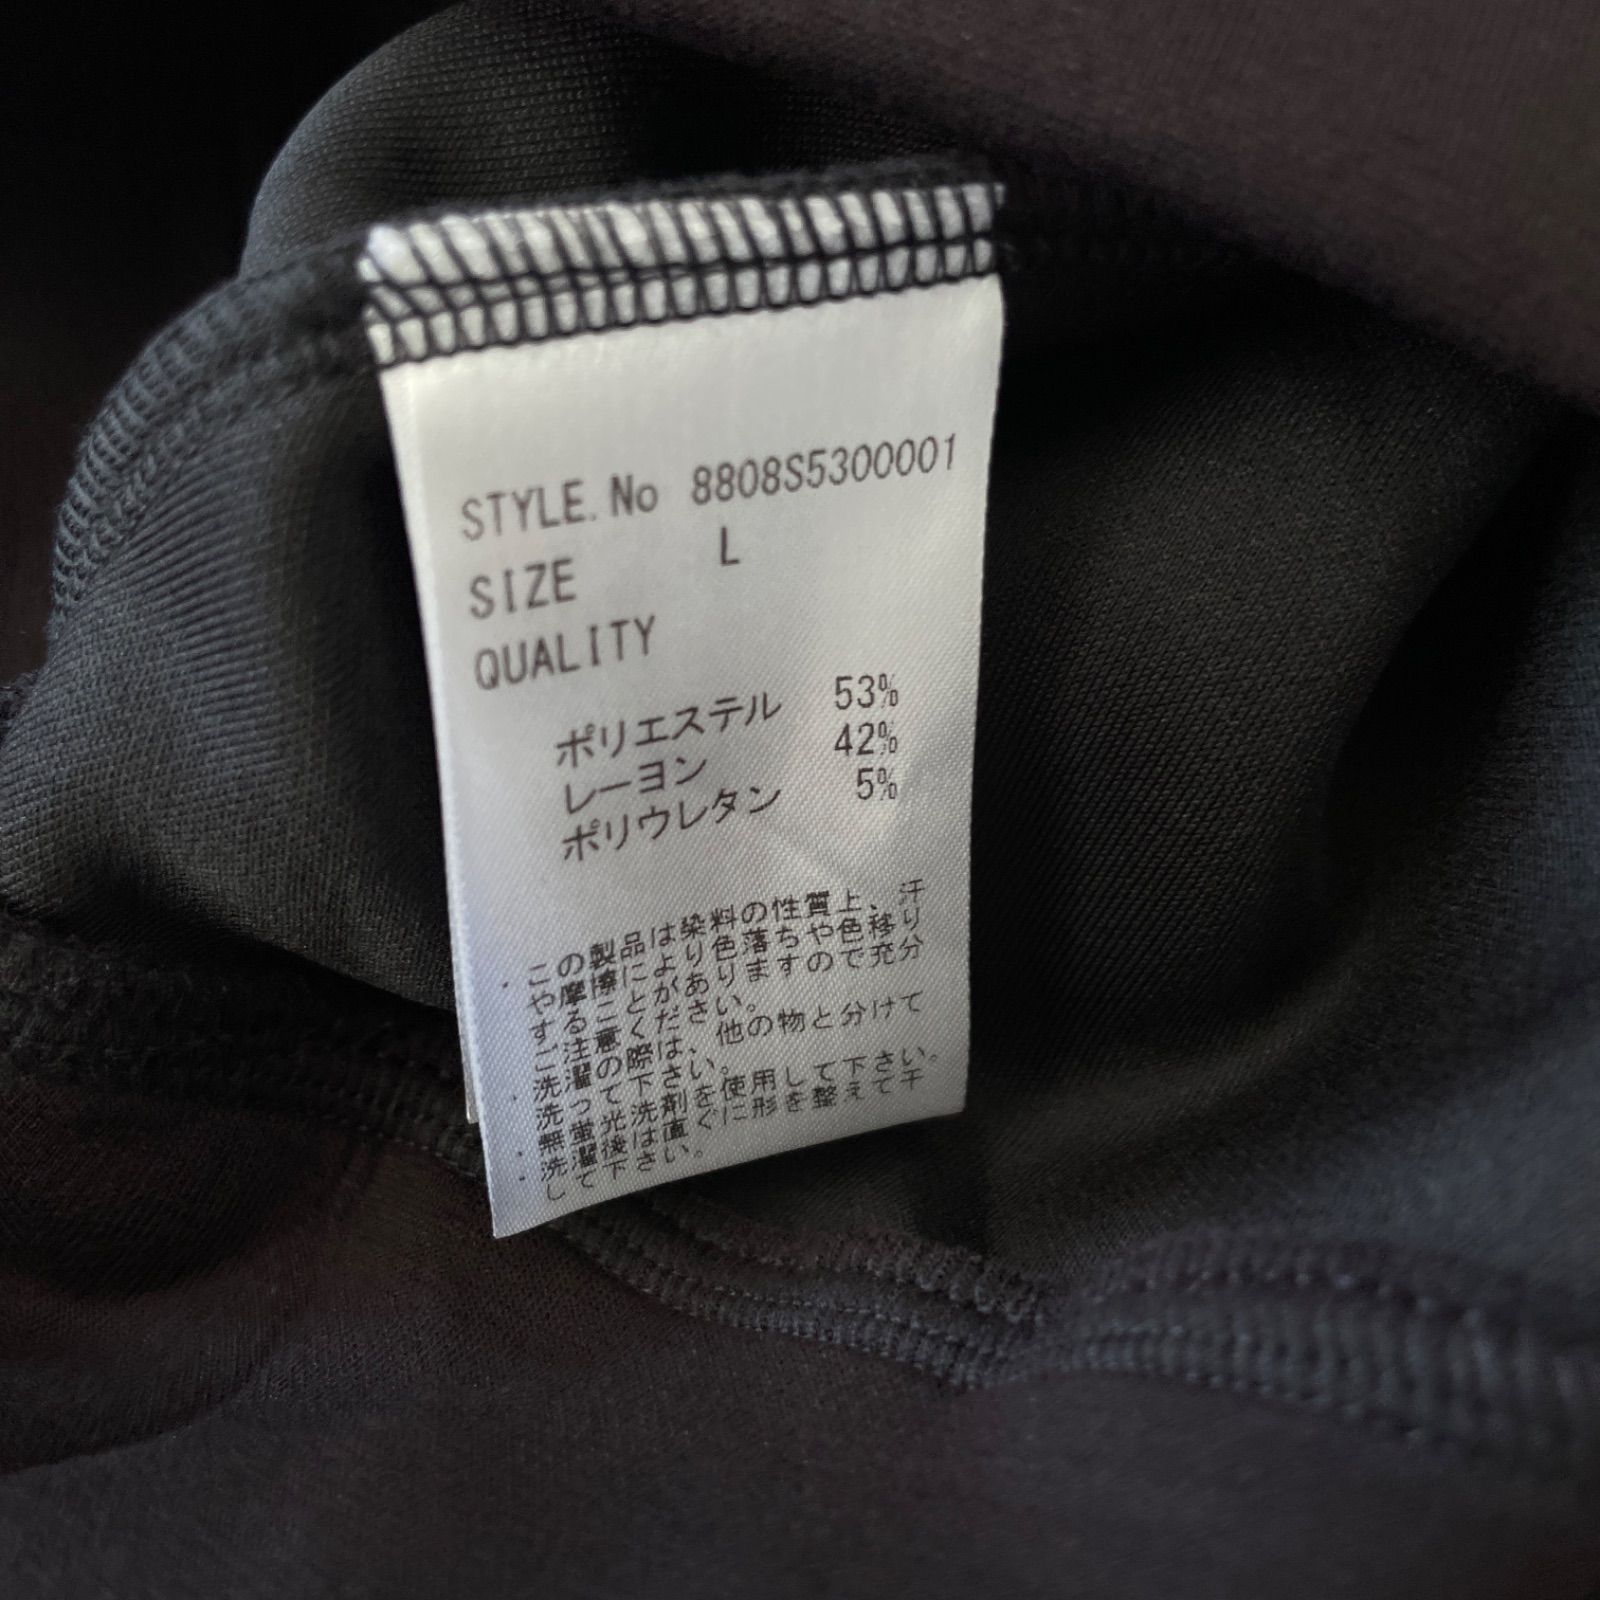 STYLE.No 8808S5300001
SIZE L
QUALITY
ポリエステル 53%
レーヨン 42%
ポリウレタン 5%
・この製品は染料の性質上、汗
や摩擦により色落ちや色移り
することがありますので充分
ご注意ください。
・洗濯の際は、他の物と分けて
洗って下さい。
無蛍光洗剤を使用して下さい。
・洗濯後は直ぐに形を整えて干
して下さい。